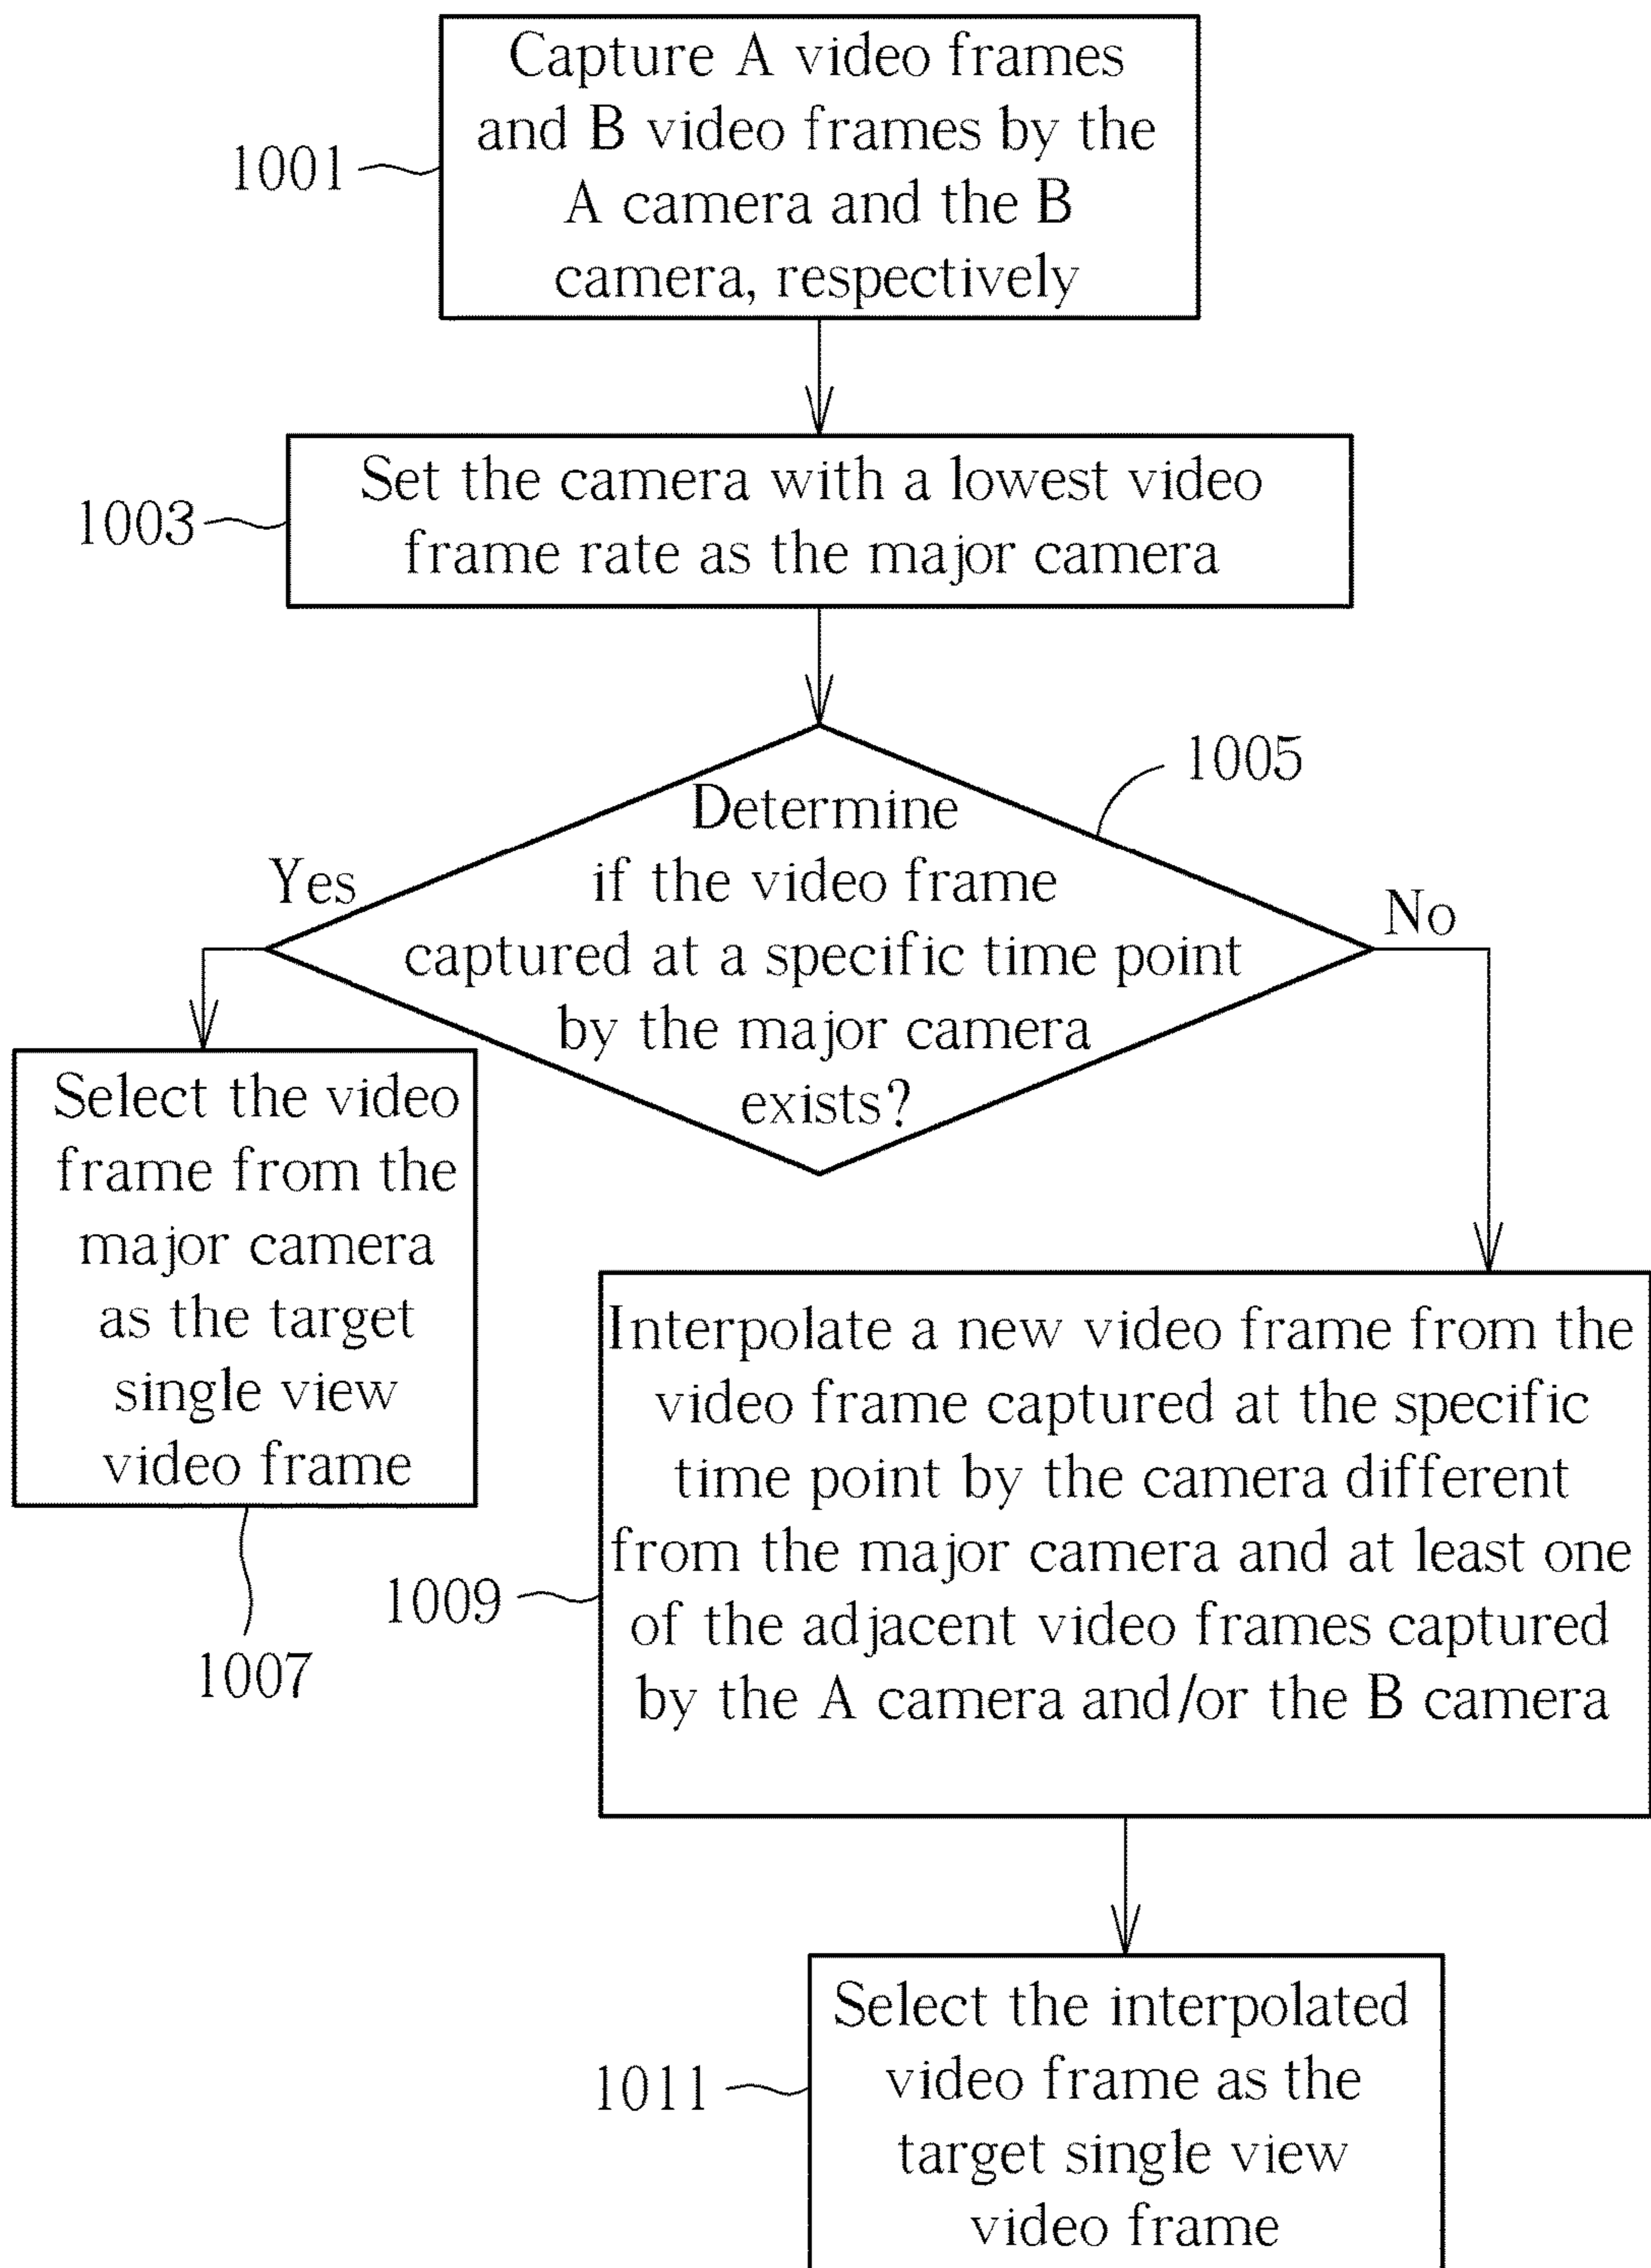 Capture A video frames
and B video frames by the
A camera and the B
camera, respectively
1001
Set the camera with a lowest video
frame rate as the major camera
1003
1005
Determine
if the video frame
captured at a specific time point
by the major camera
exists?
Yes
No
Select the video
frame from the
major camera
as the target
single view
video frame
1007
Interpolate a new video frame from the
video frame captured at the specific
time point by the camera different
from the major camera and at least one
of the adjacent video frames captured
by the A camera and/or the B camera
1009
Select the interpolated
video frame as the
target single view
video frame
1011